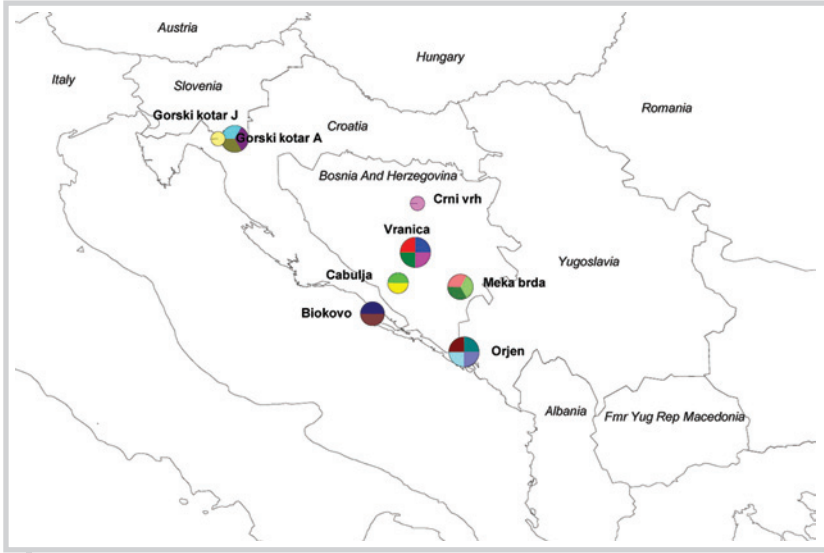 Austria
Hungary
Italy
Slovenia
Romania
Gorski kotar J
Croatia
Gorski kotar A
Bosnia And Herzegovina
Crni vrh
Vranica
Yugoslavia
Cabulja
Meka brda
Biokovo
Orjen
Albania
Fmr Yug Rep Macedonia